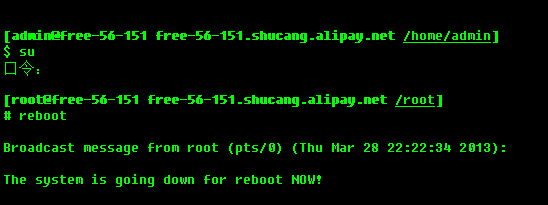 [admin@free-56-151 free-56-151.shucang.alipay.net /home/admin]
$ su
口令：
[root@free-56-151 free-56-151.shucang.alipay.net /root]
# reboot
Broadcast message from root (pts/0) (Thu Mar 28 22:22:34 2013):
The system is going down for reboot NOW!